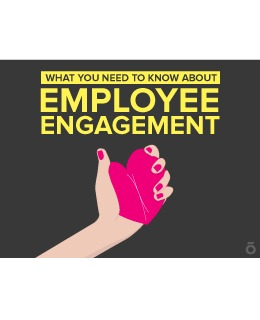 WHAT YOU NEED TO KNOW ABOUT
EMPLOYEE
ENGAGEMENT
ō